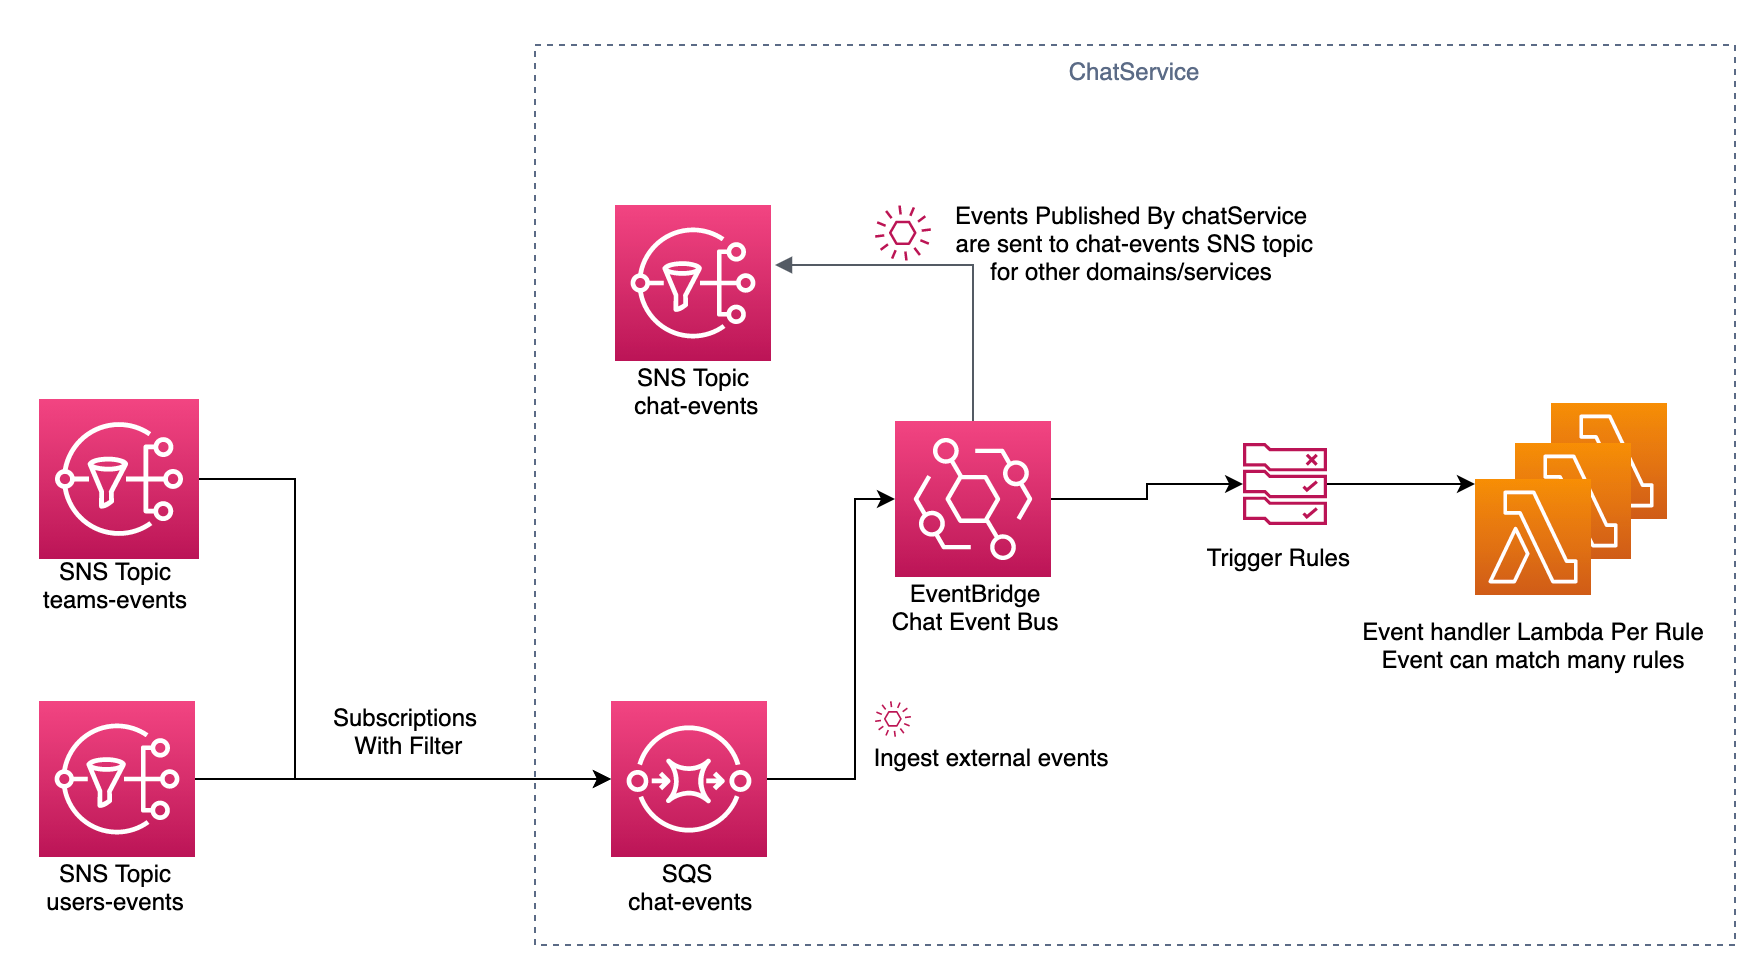 ChatService
Events Published By chatService
are sent to chat-events SNS topic
for other domains/services
SNS Topic
chat-events
SNS Topic
teams-events
Trigger Rules
EventBridge
Chat Event Bus
Event handler Lambda Per Rule
Event can match many rules
Subscriptions
With Filter
Ingest external events
SNS Topic
users-events
SQS
chat-events